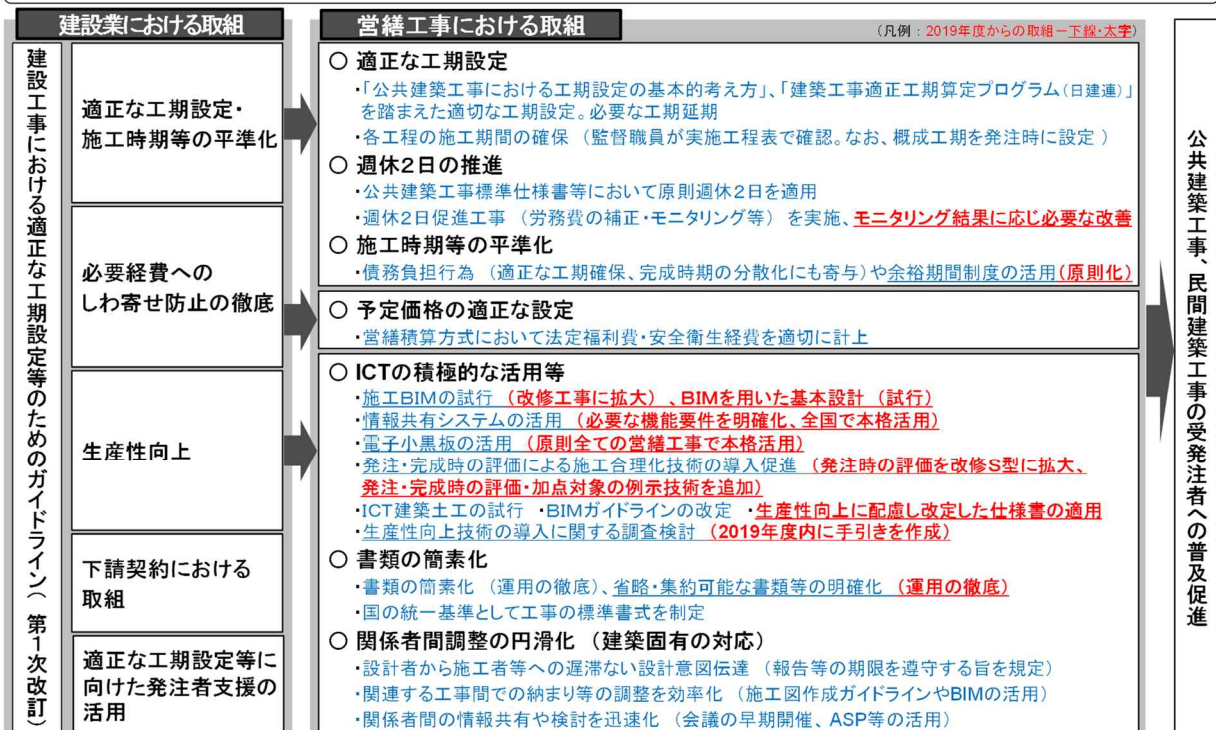 建設業における取組
建設工事における適正な工期設定等のためのガイドライン（第1次改訂）
適正な工期設定・
施工時期等の平準化
必要経費への
しわ寄せ防止の徹底
生産性向上
下請契約における
取組
適正な工期設定等に
向けた発注者支援の
活用
営繕工事における取組
（凡例：2019年度からの取組－下線・太字）
○ 適正な工期設定
・「公共建築工事における工期設定の基本的考え方」、「建築工事適正工期算定プログラム（日建連）」
を踏まえた適切な工期設定。必要な工期延期
・各工程の施工期間の確保 （監督職員が実施工程表で確認。なお、概成工期を発注時に設定 ）
○ 週休2日の推進
・公共建築工事標準仕様書等において原則週休2日を適用
・週休2日促進工事 （労務費の補正・モニタリング等） を実施、モニタリング結果に応じ必要な改善
○ 施工時期等の平準化
・債務負担行為 （適正な工期確保、完成時期の分散化にも寄与）や余裕期間制度の活用（原則化）
○ 予定価格の適正な設定
・営繕積算方式において法定福利費・安全衛生経費を適切に計上
○ ICTの積極的な活用等
・施工BIMの試行 （改修工事に拡大）、BIMを用いた基本設計 （試行）
・情報共有システムの活用 （必要な機能要件を明確化、全国で本格活用）
・電子小黒板の活用 （原則全ての営繕工事で本格活用）
・発注・完成時の評価による施工合理化技術の導入促進 （発注時の評価を改修S型に拡大、
発注・完成時の評価・加点対象の例示技術を追加）
・ICT建築土工の試行 ・BIMガイドラインの改定 ・生産性向上に配慮し改定した仕様書の適用
・生産性向上技術の導入に関する調査検討 （2019年度内に手引きを作成）
○ 書類の簡素化
・書類の簡素化 （運用の徹底）、省略・集約可能な書類等の明確化 （運用の徹底）
・国の統一基準として工事の標準書式を制定
○ 関係者間調整の円滑化 （建築固有の対応）
・設計者から施工者等への遅滞ない設計意図伝達 （報告等の期限を遵守する旨を規定）
・関連する工事間での納まり等の調整を効率化 （施工図作成ガイドラインやBIMの活用）
・関係者間の情報共有や検討を迅速化 （会議の早期開催、ASP等の活用）
公共建築工事、民間建築工事の受発注者への普及促進